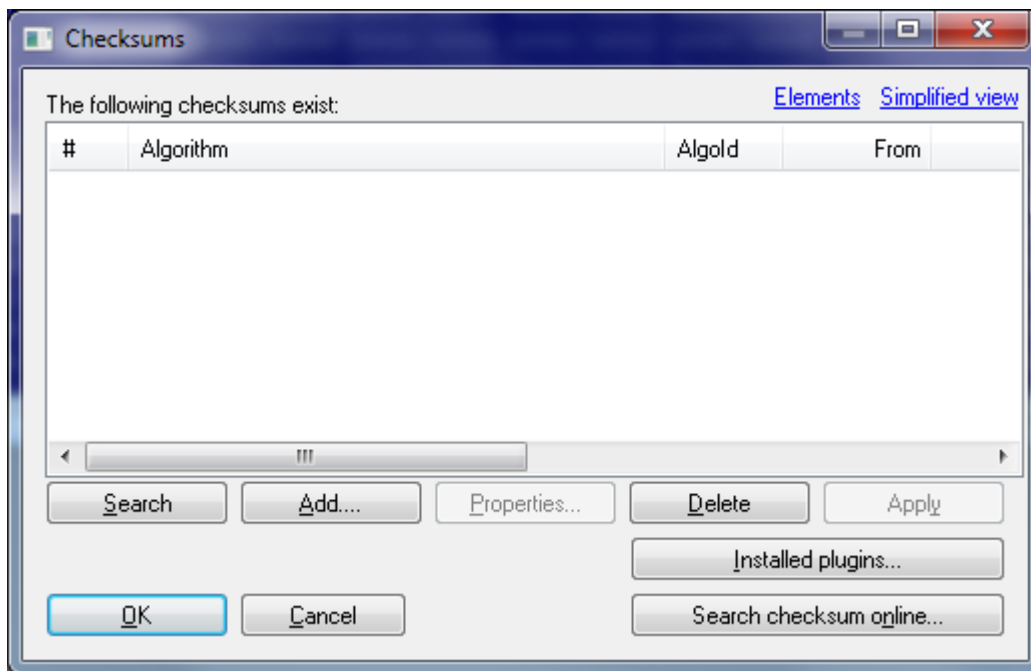 Checksums
The following checksums exist:
Elements Simplified view
# Algorithm AlgoId From
Search Add.... Properties... Delete Apply
Installed plugins...
OK Cancel Search checksum online...